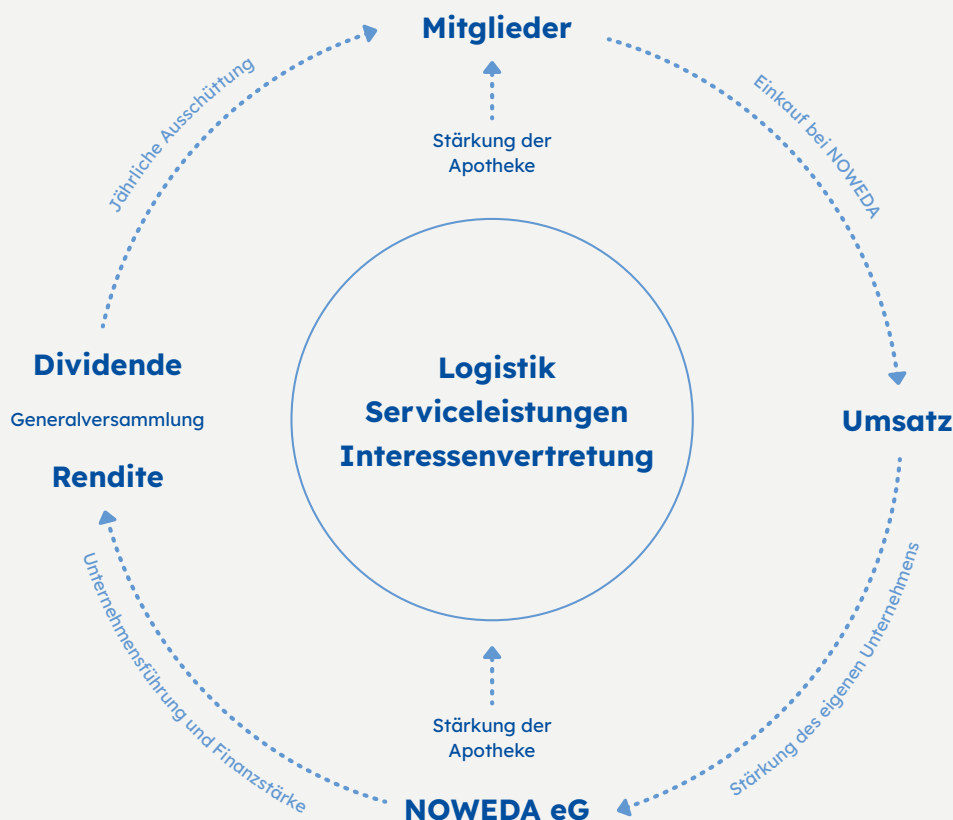 Mitglieder
Jährliche Ausschüttung
Einkauf bei NOWEDA
Stärkung der
Apotheke
Dividende
Generalversammlung
Rendite
Logistik
Serviceleistungen
Interessenvertretung
Umsatz
Unternehmensführung und Finanzstärke
Stärkung des eigenen Unternehmens
Stärkung der
Apotheke
NOWEDA eG